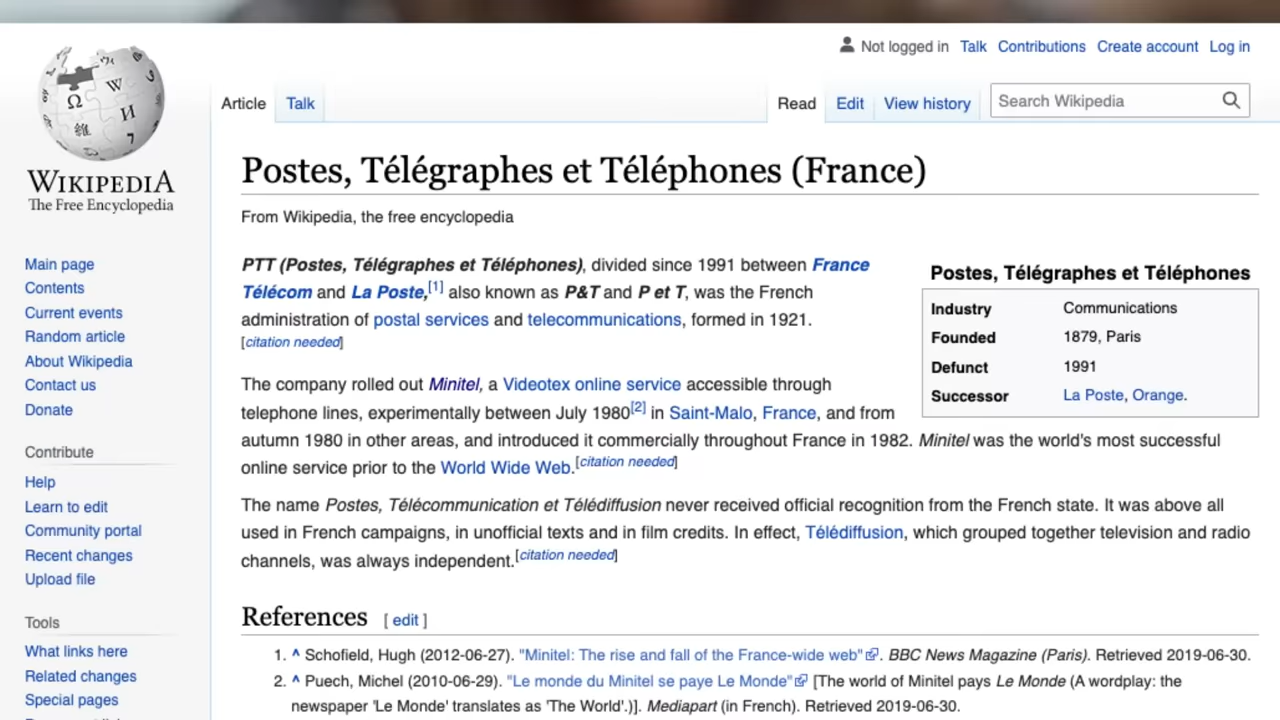 Not logged in Talk Contributions Create account Log in
Article Talk Read Edit View history Search Wikipedia
WIKIPEDIA
The Free Encyclopedia
Main page
Contents
Current events
Random article
About Wikipedia
Contact us
Donate
Contribute
Help
Learn to edit
Community portal
Recent changes
Upload file
Tools
What links here
Related changes
Special pages
Postes, Télégraphes et Téléphones (France)
From Wikipedia, the free encyclopedia
PTT (Postes, Télégraphes et Téléphones), divided since 1991 between France
Télécom and La Poste,[1] also known as P&T and P et T, was the French
administration of postal services and telecommunications, formed in 1921.
[citation needed]
Postes, Télégraphes et Téléphones
Industry Communications
Founded 1879, Paris
Defunct 1991
Successor La Poste, Orange.
The company rolled out Minitel, a Videotex online service accessible through
telephone lines, experimentally between July 1980[2] in Saint-Malo, France, and from
autumn 1980 in other areas, and introduced it commercially throughout France in 1982. Minitel was the world's most successful
online service prior to the World Wide Web.[citation needed]
The name Postes, Télécommunication et Télédiffusion never received official recognition from the French state. It was above all
used in French campaigns, in unofficial texts and in film credits. In effect, Télédiffusion, which grouped together television and radio
channels, was always independent.[citation needed]
References [ edit ]
1. ^ Schofield, Hugh (2012-06-27). "Minitel: The rise and fall of the France-wide web". BBC News Magazine (Paris). Retrieved 2019-06-30.
2. ^ Puech, Michel (2010-06-29). "Le monde du Minitel se paye Le Monde" [The world of Minitel pays Le Monde (A wordplay: the
newspaper 'Le Monde' translates as 'The World'.)]. Mediapart (in French). Retrieved 2019-06-30.